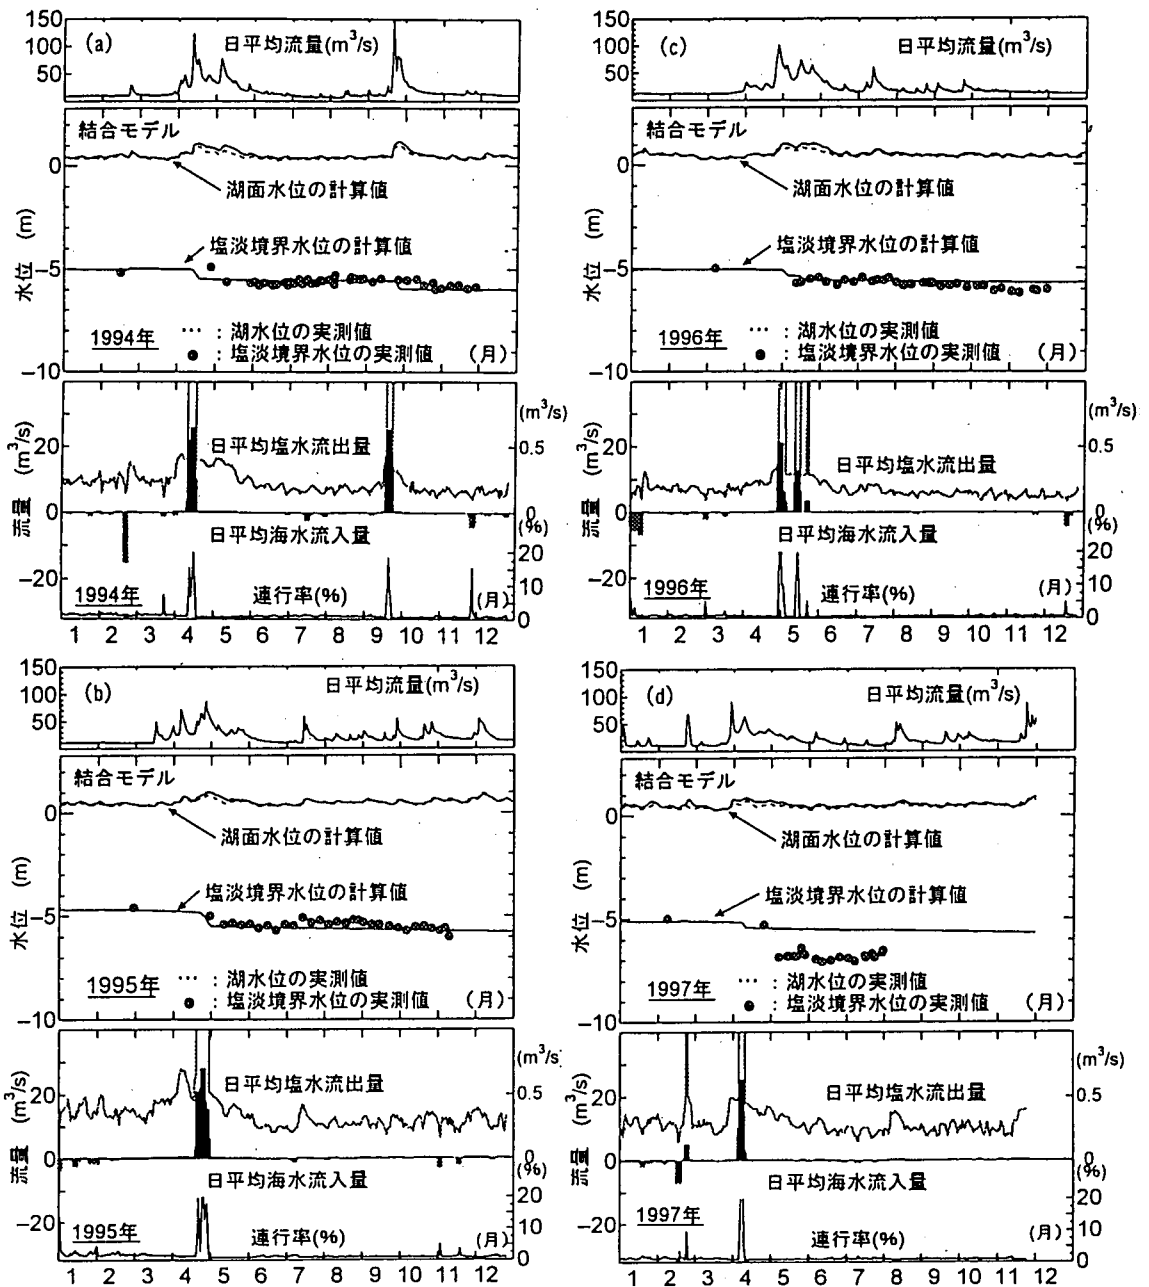 150
100
50
(a)
日平均流量(m³/s)
結合モデル
0
湖面水位の計算値
塩淡境界水位の計算値
水位 (m)
−5
1994年
···· : 湖水位の実測値
: 塩淡境界水位の実測値
(月)
−10
流量 (m³/s)
20
0
−20
日平均塩水流出量
日平均海水流入量
(m³/s)
0.5
0
(%)
20
10
0
1994年
連行率(%)
(月)
1 2 3 4 5 6 7 8 9 10 11 12
150
100
50
(c)
日平均流量(m³/s)
結合モデル
0
湖面水位の計算値
塩淡境界水位の計算値
水位 (m)
−5
1996年
···· : 湖水位の実測値
: 塩淡境界水位の実測値
(月)
−10
流量 (m³/s)
20
0
−20
日平均塩水流出量
日平均海水流入量
(m³/s)
0.5
0
(%)
20
10
0
1996年
連行率(%)
(月)
1 2 3 4 5 6 7 8 9 10 11 12
150
100
50
(b)
日平均流量(m³/s)
結合モデル
0
湖面水位の計算値
塩淡境界水位の計算値
水位 (m)
−5
1995年
···· : 湖水位の実測値
: 塩淡境界水位の実測値
(月)
−10
流量 (m³/s)
20
0
−20
日平均塩水流出量
日平均海水流入量
(m³/s)
0.5
0
(%)
20
10
0
1995年
連行率(%)
(月)
1 2 3 4 5 6 7 8 9 10 11 12
150
100
50
(d)
日平均流量(m³/s)
結合モデル
0
湖面水位の計算値
塩淡境界水位の計算値
水位 (m)
−5
1997年
···· : 湖水位の実測値
: 塩淡境界水位の実測値
(月)
−10
流量 (m³/s)
20
0
−20
日平均塩水流出量
日平均海水流入量
(m³/s)
0.5
0
(%)
20
10
0
1997年
連行率(%)
(月)
1 2 3 4 5 6 7 8 9 10 11 12